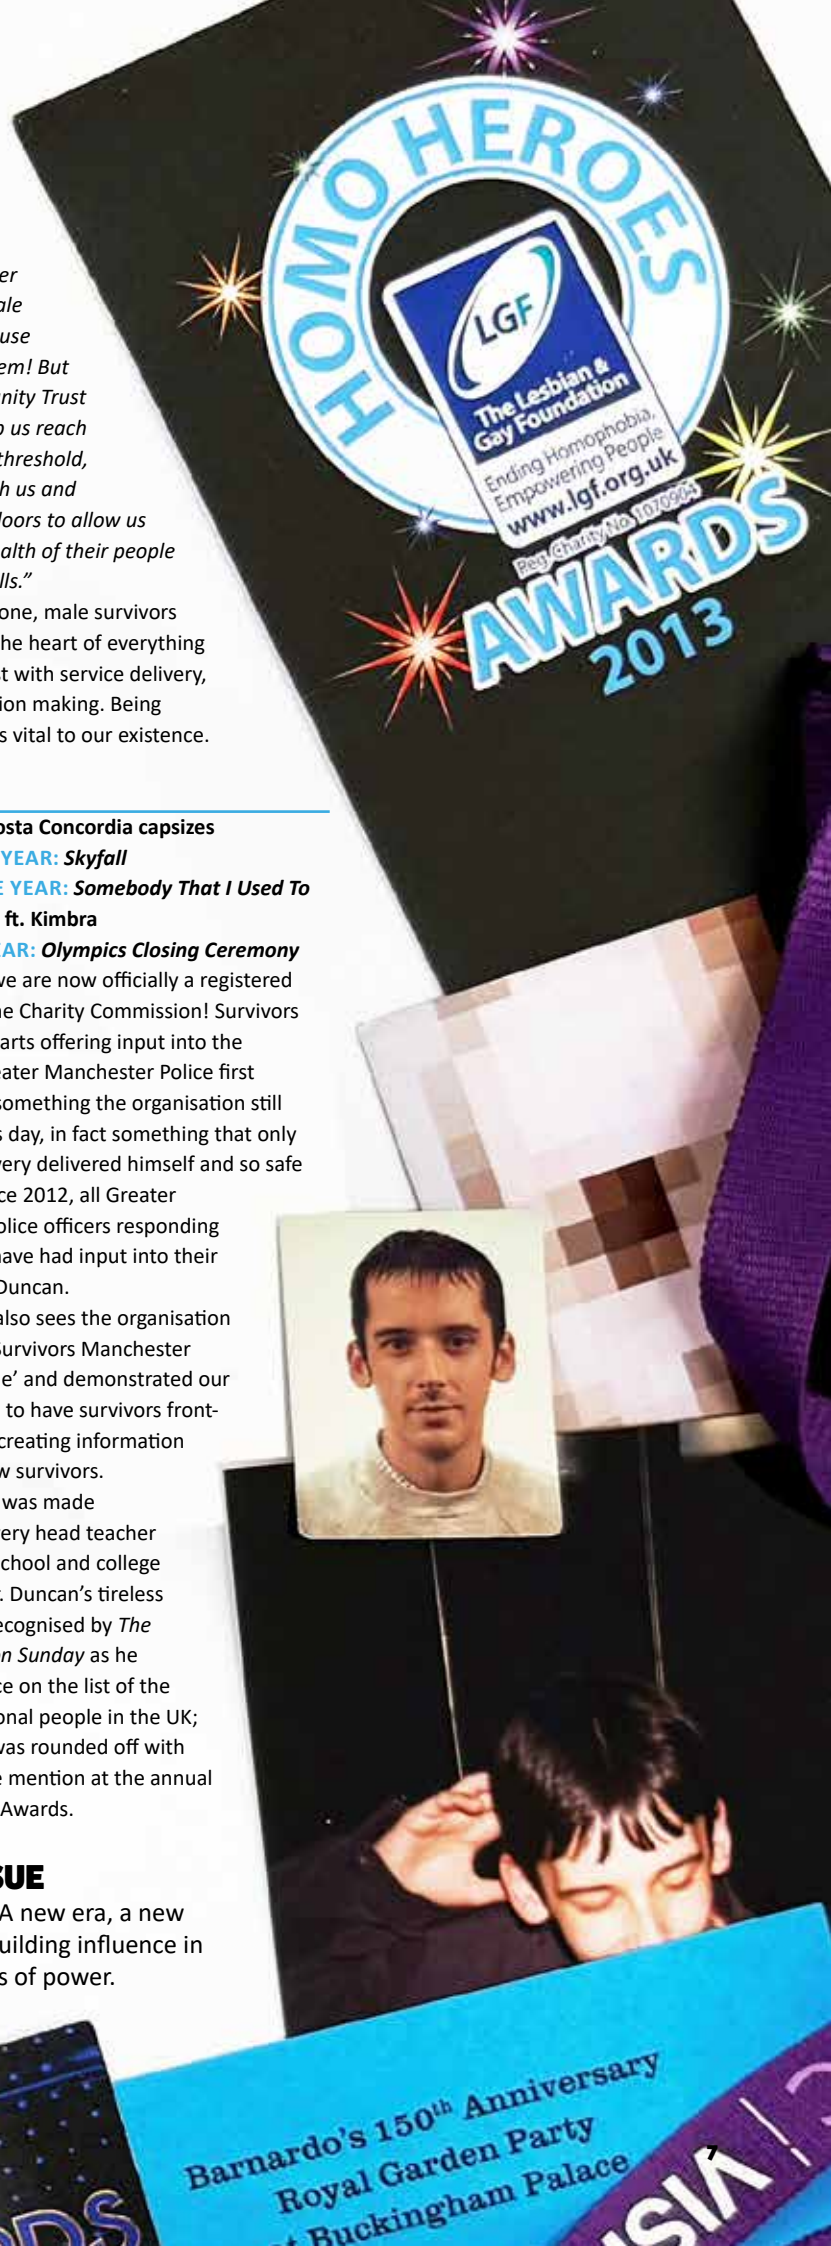 er
ale
use
em! But
nity Trust
p us reach
threshold,
h us and
loors to allow us
alth of their people
lls.”
one, male survivors
he heart of everything
t with service delivery,
ion making. Being
s vital to our existence.
osta Concordia capsizes
YEAR: Skyfall
E YEAR: Somebody That I Used To
ft. Kimbra
AR: Olympics Closing Ceremony
we are now officially a registered
e Charity Commission! Survivors
arts offering input into the
eater Manchester Police first
something the organisation still
s day, in fact something that only
very delivered himself and so safe
ce 2012, all Greater
olice officers responding
have had input into their
Duncan.
also sees the organisation
Survivors Manchester
e’ and demonstrated our
to have survivors front-
creating information
w survivors.
was made
ery head teacher
chool and college
. Duncan’s tireless
ecognised by The
n Sunday as he
ce on the list of the
onal people in the UK;
was rounded off with
e mention at the annual
Awards.
SUE
A new era, a new
uilding influence in
s of power.
HOMO HEROES
LGF
The Lesbian &
Gay Foundation
Ending Homophobia,
Empowering People
www.lgf.org.uk
Reg. Charity No. 1070904
AWARDS
2013
Barnardo's 150th Anniversary
Royal Garden Party
at Buckingham Palace
RDS
VISI
7